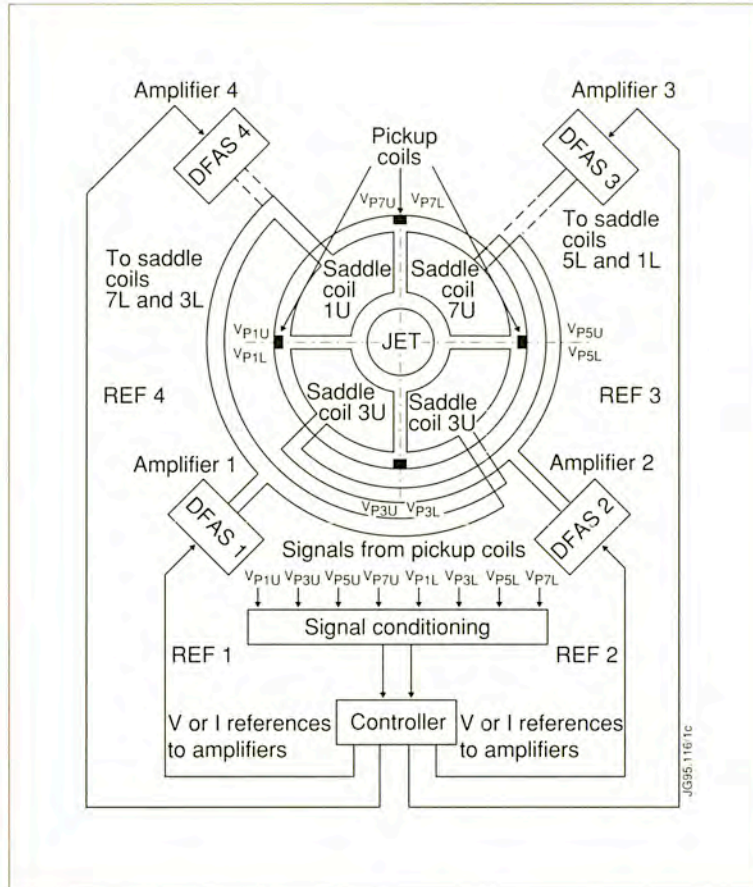 Amplifier 4
Amplifier 3
DFAS 4
Pickup
coils
DFAS 3
VP7U
VP7L
To saddle
coils
7L and 3L
To saddle
coils
5L and 1L
Saddle
coil
1U
Saddle
coil
7U
VP1U
VP1L
JET
VP5U
VP5L
REF 4
REF 3
Saddle
coil 3U
Saddle
coil 3U
Amplifier 1
Amplifier 2
DFAS 1
DFAS 2
VP3U
VP3L
Signals from pickup coils
VP1U VP3U VP5U VP7U VP1L VP3L VP5L VP7L
Signal conditioning
REF 1
REF 2
V or I references
to amplifiers
Controller
V or I references
to amplifiers
JG95.116/1c